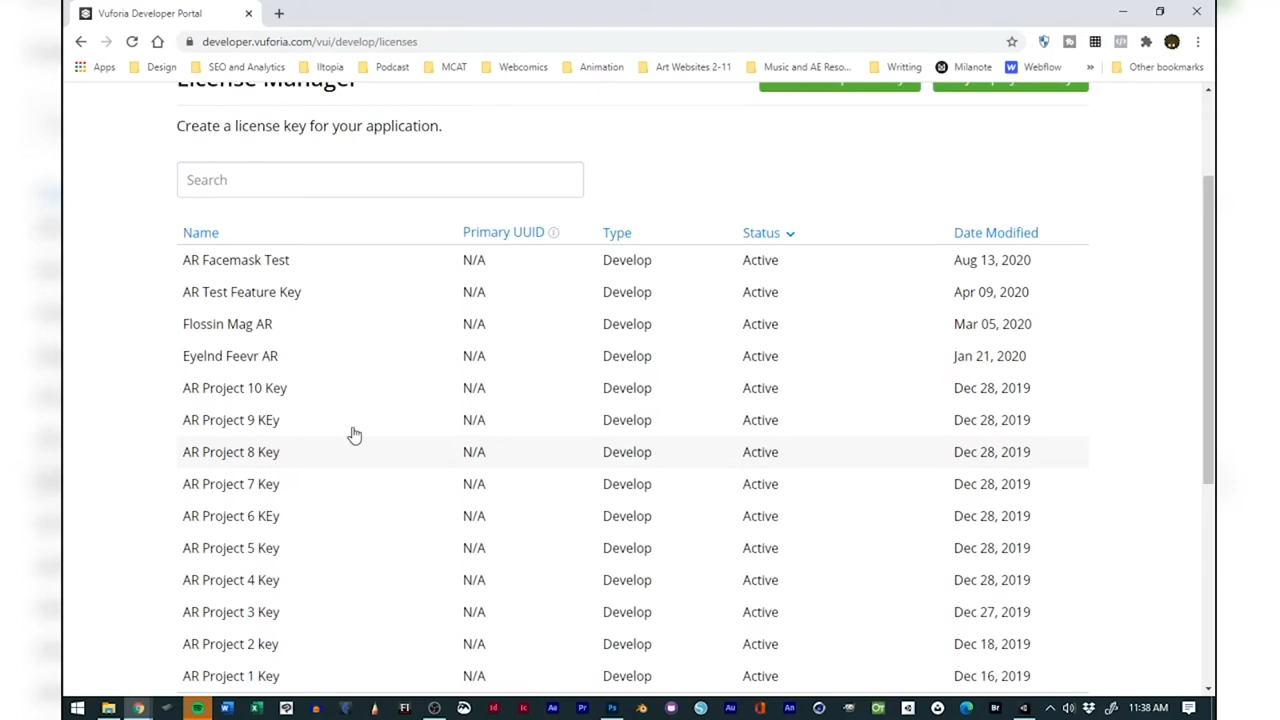 Vuforia Developer Portal
developer.vuforia.com/vui/develop/licenses
Apps Design SEO and Analytics Iltopia Podcast MCAT Webcomics Animation Art Websites 2-11 Music and AE Reso... Writting Milanote Webflow » Other bookmarks
License Manager
Create a license key for your application.
Search
Name Primary UUID Type Status Date Modified
AR Facemask Test N/A Develop Active Aug 13, 2020
AR Test Feature Key N/A Develop Active Apr 09, 2020
Flossin Mag AR N/A Develop Active Mar 05, 2020
Eyelnd Feevr AR N/A Develop Active Jan 21, 2020
AR Project 10 Key N/A Develop Active Dec 28, 2019
AR Project 9 KEy N/A Develop Active Dec 28, 2019
AR Project 8 Key N/A Develop Active Dec 28, 2019
AR Project 7 Key N/A Develop Active Dec 28, 2019
AR Project 6 KEy N/A Develop Active Dec 28, 2019
AR Project 5 Key N/A Develop Active Dec 28, 2019
AR Project 4 Key N/A Develop Active Dec 28, 2019
AR Project 3 Key N/A Develop Active Dec 27, 2019
AR Project 2 key N/A Develop Active Dec 18, 2019
AR Project 1 Key N/A Develop Active Dec 16, 2019
11:38 AM